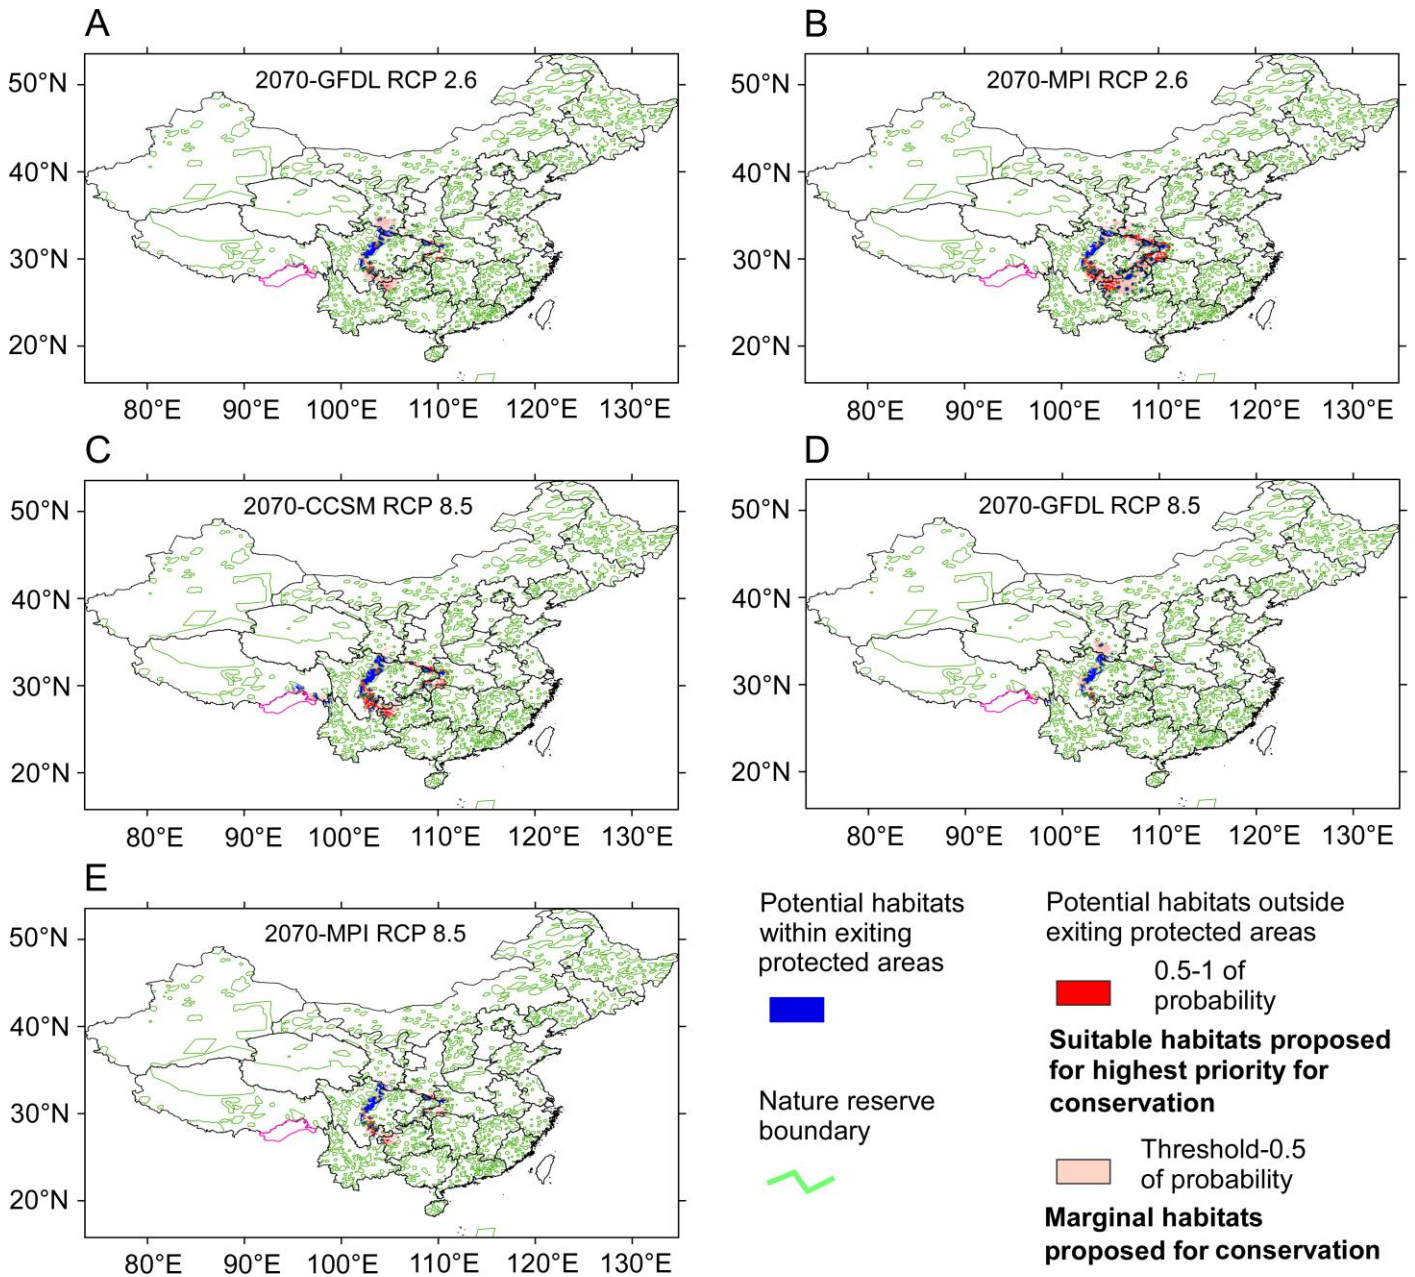 A
2070-GFDL RCP 2.6
50°N
40°N
30°N
20°N
80°E 90°E 100°E 110°E 120°E 130°E
B
2070-MPI RCP 2.6
50°N
40°N
30°N
20°N
80°E 90°E 100°E 110°E 120°E 130°E
C
2070-CCSM RCP 8.5
50°N
40°N
30°N
20°N
80°E 90°E 100°E 110°E 120°E 130°E
D
2070-GFDL RCP 8.5
50°N
40°N
30°N
20°N
80°E 90°E 100°E 110°E 120°E 130°E
E
2070-MPI RCP 8.5
50°N
40°N
30°N
20°N
80°E 90°E 100°E 110°E 120°E 130°E
Potential habitats
within exiting
protected areas
Nature reserve
boundary
Potential habitats outside
exiting protected areas
0.5-1 of
probability
Suitable habitats proposed
for highest priority for
conservation
Threshold-0.5
of probability
Marginal habitats
proposed for conservation